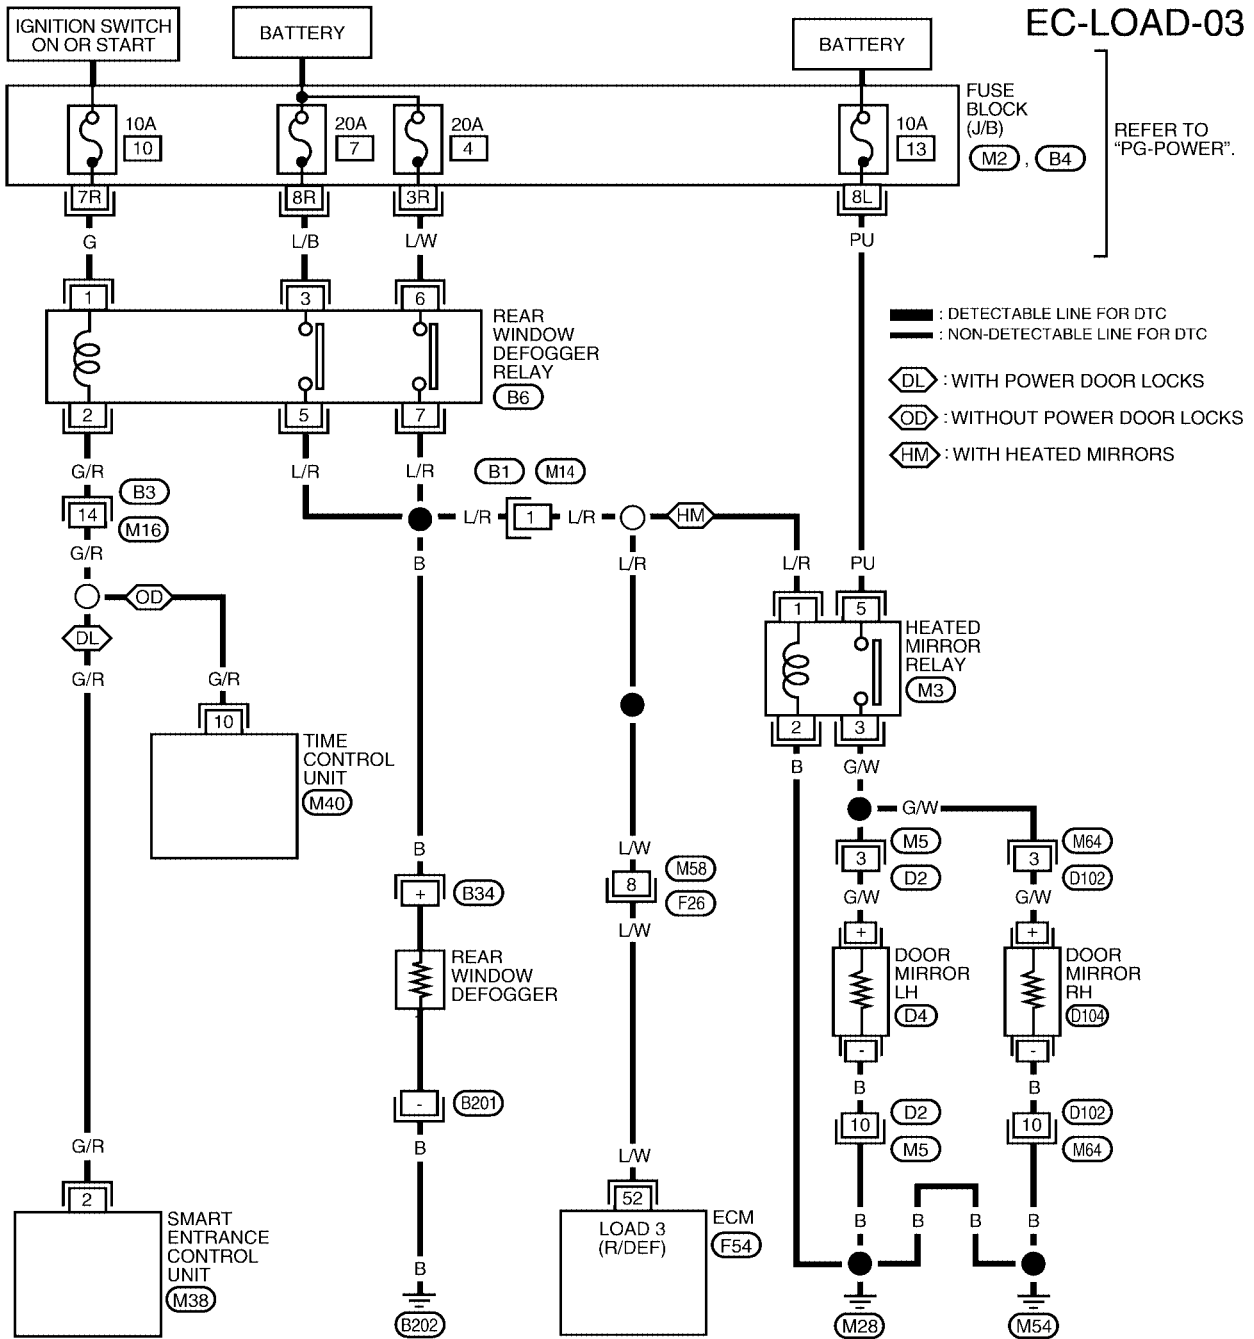 EC-LOAD-03
IGNITION SWITCH
ON OR START
BATTERY
BATTERY
10A
10
20A
7
20A
4
10A
13
FUSE
BLOCK
(J/B)
M2 , B4
REFER TO
"PG-POWER".
7R
8R
3R
8L
G
L/B
L/W
PU
1
3
6
REAR
WINDOW
DEFOGGER
RELAY
B6
: DETECTABLE LINE FOR DTC
: NON-DETECTABLE LINE FOR DTC
DL : WITH POWER DOOR LOCKS
OD : WITHOUT POWER DOOR LOCKS
HM : WITH HEATED MIRRORS
2
5
7
G/R
L/R
L/R
B1
M14
14
B3
M16
L/R
1
L/R
HM
G/R
B
L/R
L/R
PU
OD
DL
1
5
HEATED
MIRROR
RELAY
M3
G/R
G/R
10
TIME
CONTROL
UNIT
M40
2
3
B
G/W
G/W
B
L/W
3
M5
D2
3
M64
D102
+
B34
8
M58
F26
G/W
G/W
L/W
+
+
REAR
WINDOW
DEFOGGER
DOOR
MIRROR
LH
D4
DOOR
MIRROR
RH
D104
-
-
B
B
-
B201
10
D2
M5
10
D102
M64
G/R
B
L/W
2
52
SMART
ENTRANCE
CONTROL
UNIT
M38
LOAD 3
(R/DEF)
ECM
F54
B
B
B
B
B
B202
M28
M54